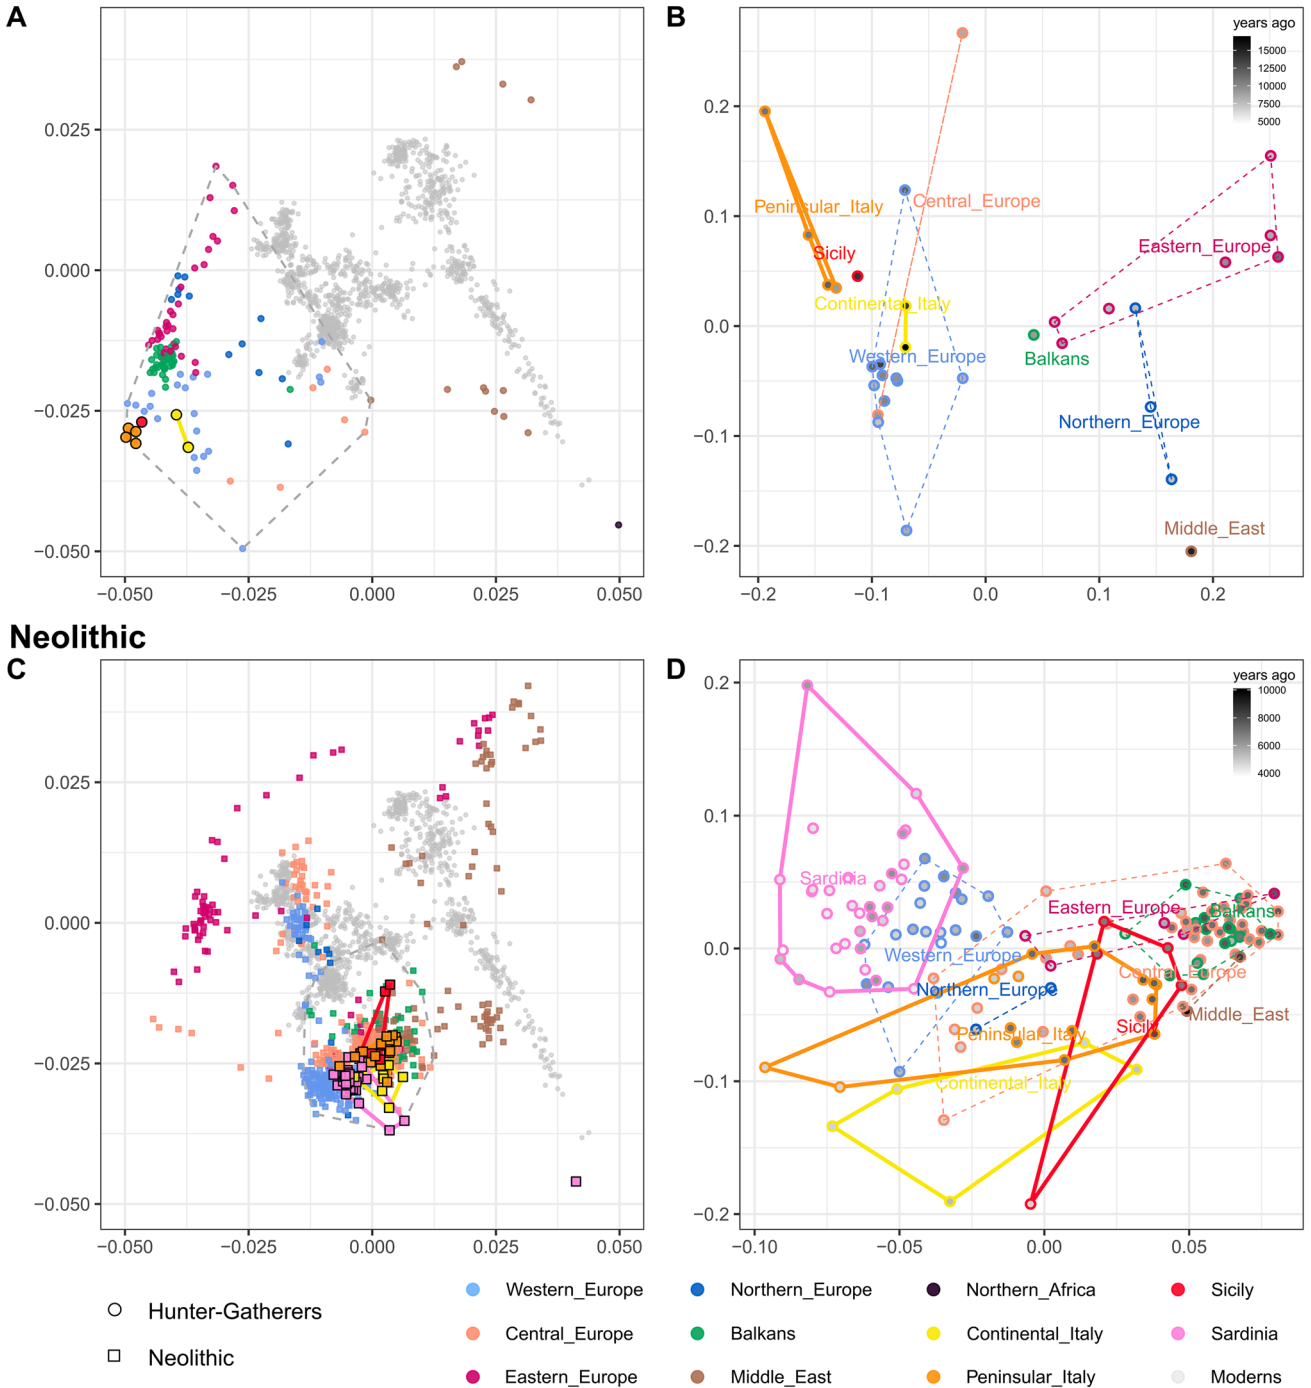 A
0.025
0.000
−0.025
−0.050
−0.050
−0.025
0.000
0.025
0.050
B
years ago
15000
12500
10000
7500
5000
0.2
0.1
0.0
−0.1
−0.2
Peninsular_Italy
Central_Europe
Sicily
Eastern_Europe
Continental_Italy
Western_Europe
Balkans
Northern_Europe
Middle_East
−0.2
−0.1
0.0
0.1
0.2
Neolithic
C
0.025
0.000
−0.025
−0.050
−0.050
−0.025
0.000
0.025
0.050
D
years ago
10000
8000
6000
4000
0.2
0.1
0.0
−0.1
−0.2
Sardinia
Eastern_Europe
Balkans
Western_Europe
Central_Europe
Northern_Europe
Middle_East
Sicily
Peninsular_Italy
Continental_Italy
−0.10
−0.05
0.00
0.05
Hunter-Gatherers
Neolithic
Western_Europe
Northern_Europe
Northern_Africa
Sicily
Central_Europe
Balkans
Continental_Italy
Sardinia
Eastern_Europe
Middle_East
Peninsular_Italy
Moderns